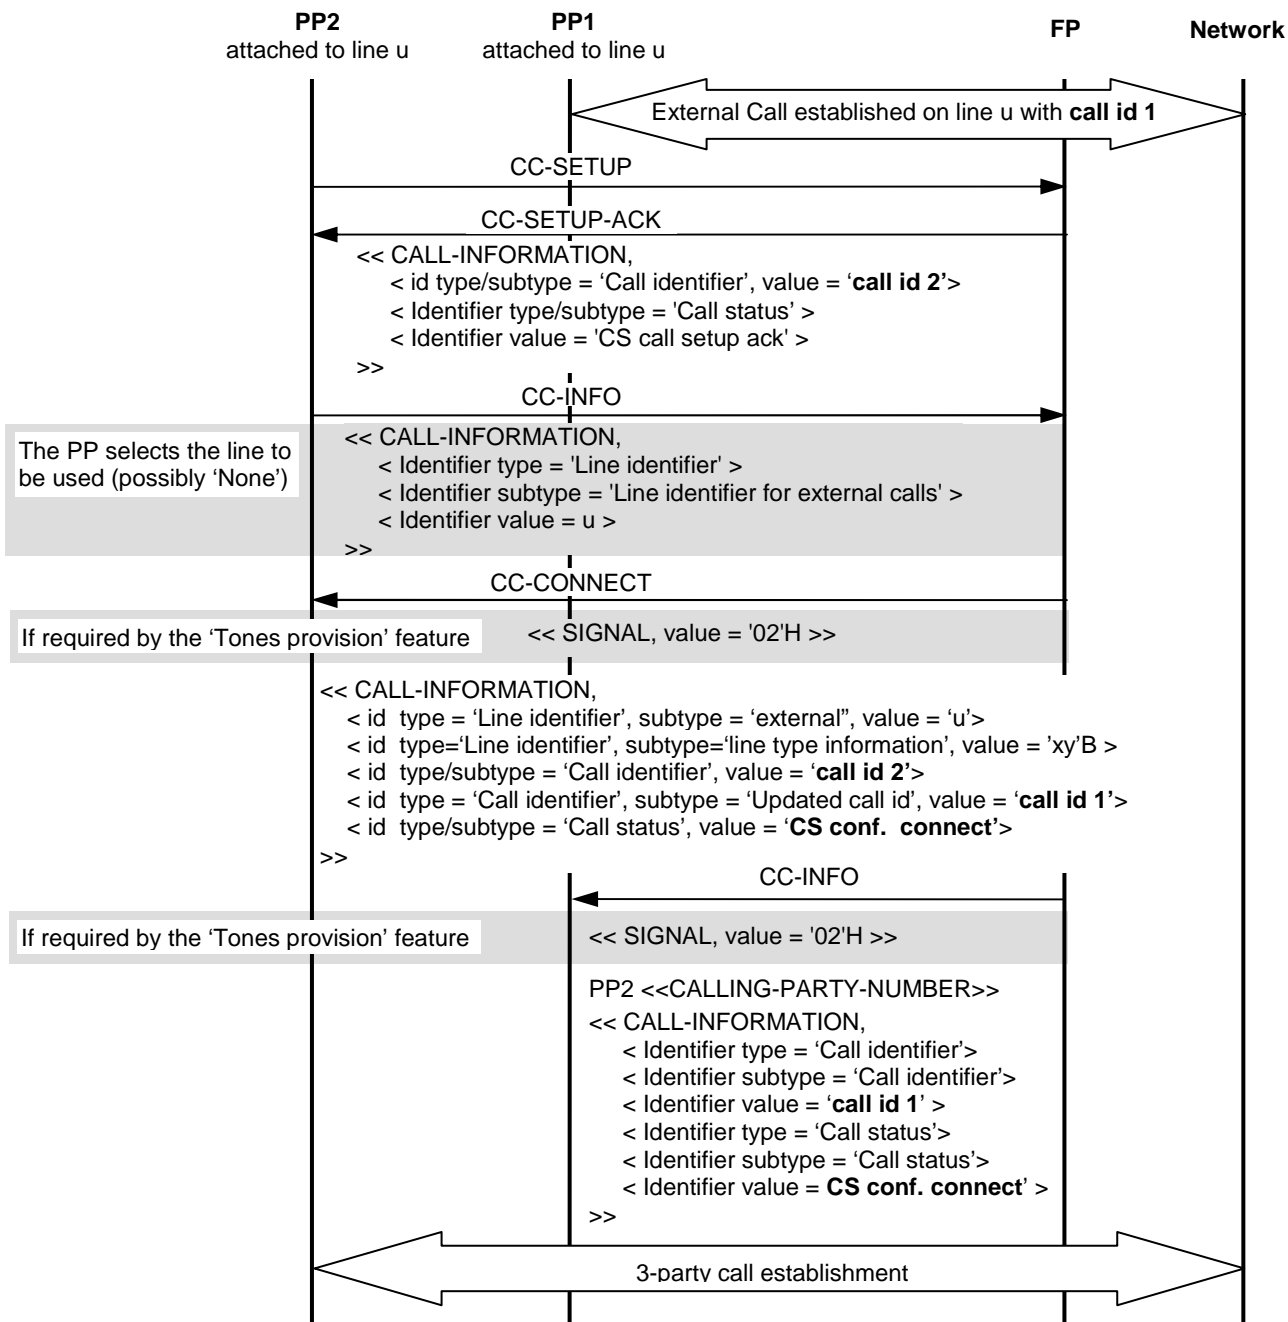 PP2
attached to line u
PP1
attached to line u
FP
Network
External Call established on line u with call id 1
CC-SETUP
CC-SETUP-ACK
<< CALL-INFORMATION,
< id type/subtype = ‘Call identifier’, value = ‘call id 2’>
< Identifier type/subtype = 'Call status' >
< Identifier value = 'CS call setup ack' >
>>
CC-INFO
The PP selects the line to
be used (possibly ‘None’)
<< CALL-INFORMATION,
< Identifier type = 'Line identifier' >
< Identifier subtype = 'Line identifier for external calls' >
< Identifier value = u >
>>
CC-CONNECT
If required by the ‘Tones provision’ feature
<< SIGNAL, value = '02'H >>
<< CALL-INFORMATION,
< id  type = ‘Line identifier’, subtype = ‘external”, value = ‘u’>
< id  type=‘Line identifier’, subtype=‘line type information’, value = ’xy’B >
< id  type/subtype = ‘Call identifier’, value = ‘call id 2’>
< id  type = ‘Call identifier’, subtype = ‘Updated call id’, value = ‘call id 1’>
< id  type/subtype = ‘Call status’, value = ‘CS conf.  connect’>
>>
CC-INFO
If required by the ‘Tones provision’ feature
<< SIGNAL, value = '02'H >>
PP2 <<CALLING-PARTY-NUMBER>>
<< CALL-INFORMATION,
< Identifier type = ‘Call identifier’>
< Identifier subtype = ‘Call identifier’>
< Identifier value = ‘call id 1’ >
< Identifier type = ‘Call status’>
< Identifier subtype = ‘Call status’>
< Identifier value = CS conf. connect’ >
>>
3-party call establishment